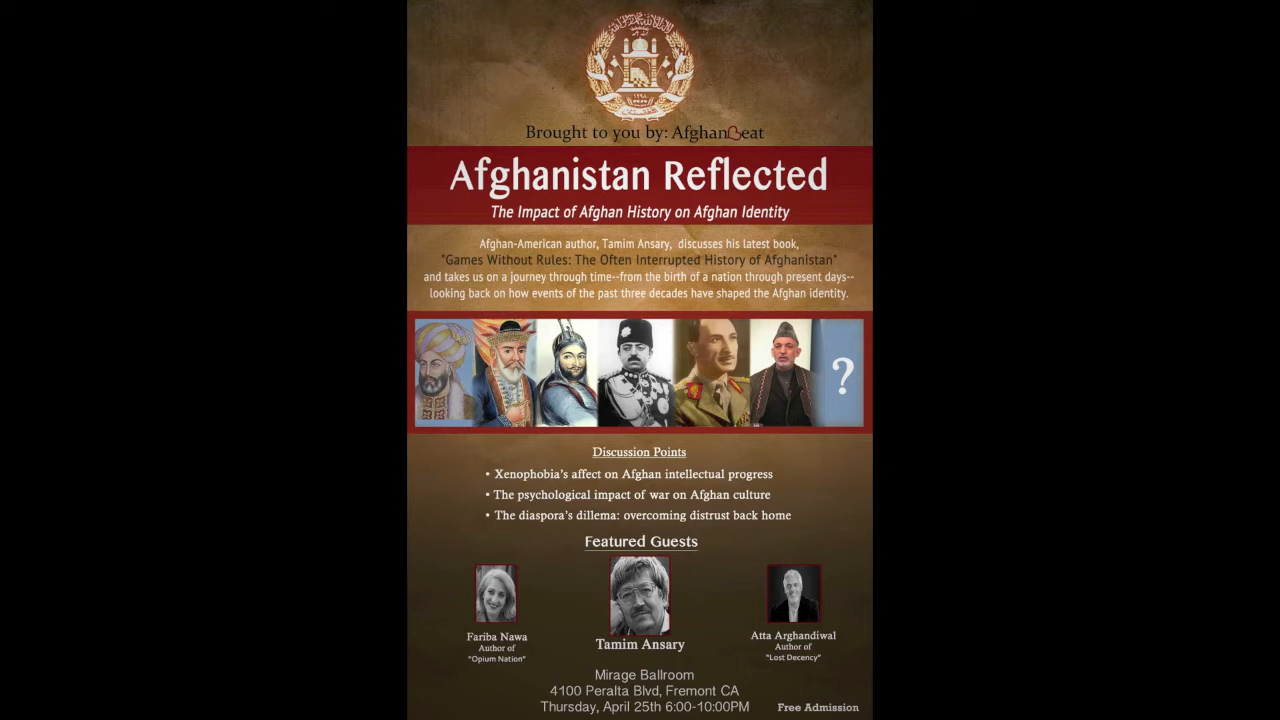 Brought to you by: AfghanBeat
Afghanistan Reflected
The Impact of Afghan History on Afghan Identity
Afghan-American author, Tamim Ansary, discusses his latest book,
"Games Without Rules: The Often Interrupted History of Afghanistan"
and takes us on a journey through time--from the birth of a nation through present days--
looking back on how events of the past three decades have shaped the Afghan identity.
?
Discussion Points
• Xenophobia's affect on Afghan intellectual progress
• The psychological impact of war on Afghan culture
• The diaspora's dillema: overcoming distrust back home
Featured Guests
Fariba Nawa
Author of
"Opium Nation"
Tamim Ansary
Atta Arghandiwal
Author of
"Lost Decency"
Mirage Ballroom
4100 Peralta Blvd, Fremont CA
Thursday, April 25th 6:00-10:00PM
Free Admission